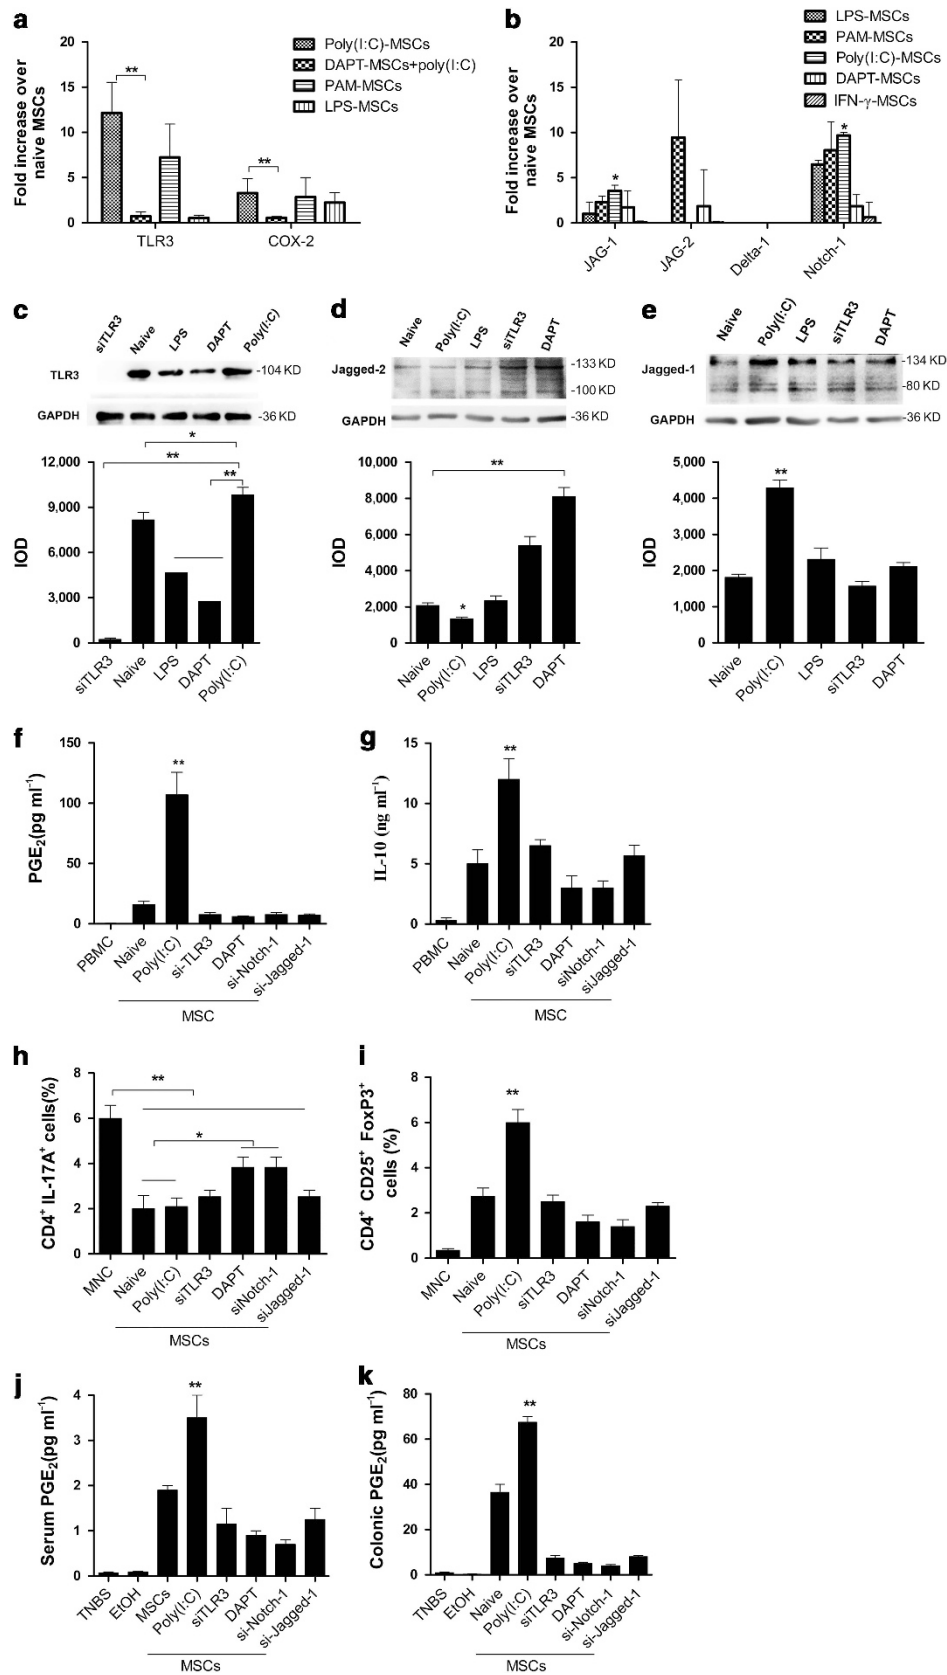 a
Fold increase over
naive MSCs
20
15
10
5
0
Poly(I:C)-MSCs
DAPT-MSCs+poly(I:C)
PAM-MSCs
LPS-MSCs
**
**
TLR3
COX-2
b
Fold increase over
naive MSCs
20
15
10
5
0
LPS-MSCs
PAM-MSCs
Poly(I:C)-MSCs
DAPT-MSCs
IFN-γ-MSCs
*
*
JAG-1
JAG-2
Delta-1
Notch-1
c
siTLR3
Naive
LPS
DAPT
Poly(I:C)
TLR3
-104 KD
GAPDH
-36 KD
*
**
**
IOD
12,000
9,000
6,000
3,000
0
siTLR3
Naive
LPS
DAPT
Poly(I:C)
d
Naive
Poly(I:C)
LPS
siTLR3
DAPT
Jagged-2
-133 KD
-100 KD
GAPDH
-36 KD
**
*
IOD
10,000
8,000
6,000
4,000
2,000
0
Naive
Poly(I:C)
LPS
siTLR3
DAPT
e
Naive
Poly(I:C)
LPS
siTLR3
DAPT
Jagged-1
-134 KD
-80 KD
GAPDH
-36 KD
**
IOD
5,000
4,000
3,000
2,000
1,000
0
Naive
Poly(I:C)
LPS
siTLR3
DAPT
f
PGE₂(pg ml⁻¹)
150
100
50
0
**
PBMC
Naive
Poly(I:C)
si-TLR3
DAPT
si-Notch-1
si-Jagged-1
MSC
g
IL-10 (ng ml⁻¹)
15
10
5
0
**
PBMC
Naive
Poly(I:C)
siTLR3
DAPT
siNotch-1
siJagged-1
MSC
h
CD4⁺ IL-17A⁺ cells(%)
8
6
4
2
0
**
*
MNC
Naive
Poly(I:C)
siTLR3
DAPT
siNotch-1
siJagged-1
MSCs
i
CD4⁺ CD25⁺ FoxP3⁺
cells (%)
8
6
4
2
0
**
MNC
Naive
Poly(I:C)
siTLR3
DAPT
siNotch-1
siJagged-1
MSCs
j
Serum PGE₂(pg ml⁻¹)
4
3
2
1
0
**
TNBS
EtOH
MSCs
Poly(I:C)
siTLR3
DAPT
si-Notch-1
si-Jagged-1
MSCs
k
Colonic PGE₂(pg ml⁻¹)
80
60
40
20
0
**
TNBS
EtOH
Naive
Poly(I:C)
siTLR3
DAPT
si-Notch-1
si-Jagged-1
MSCs